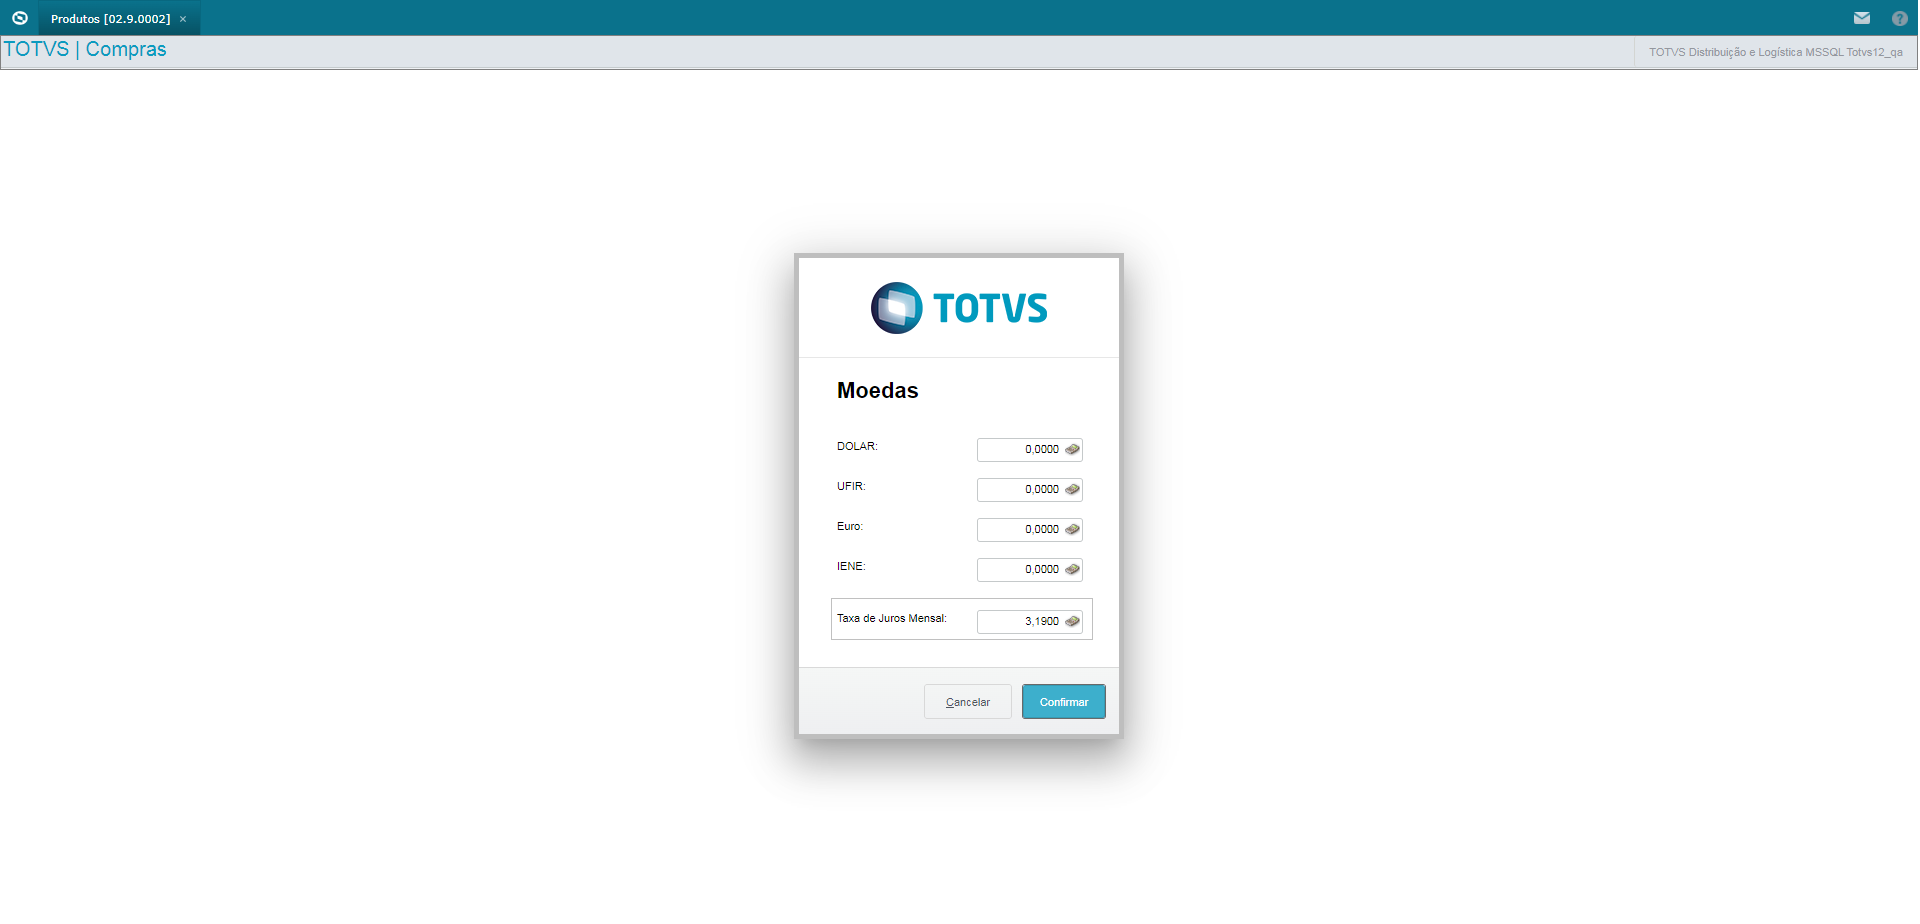 Produtos [02.9.0002] ×
TOTVS | Compras
TOTVS Distribuição e Logística MSSQL Totvs12_qa
TOTVS
Moedas
DOLAR: 0,0000
UFIR: 0,0000
Euro: 0,0000
IENE: 0,0000
Taxa de Juros Mensal: 3,1900
Cancelar Confirmar